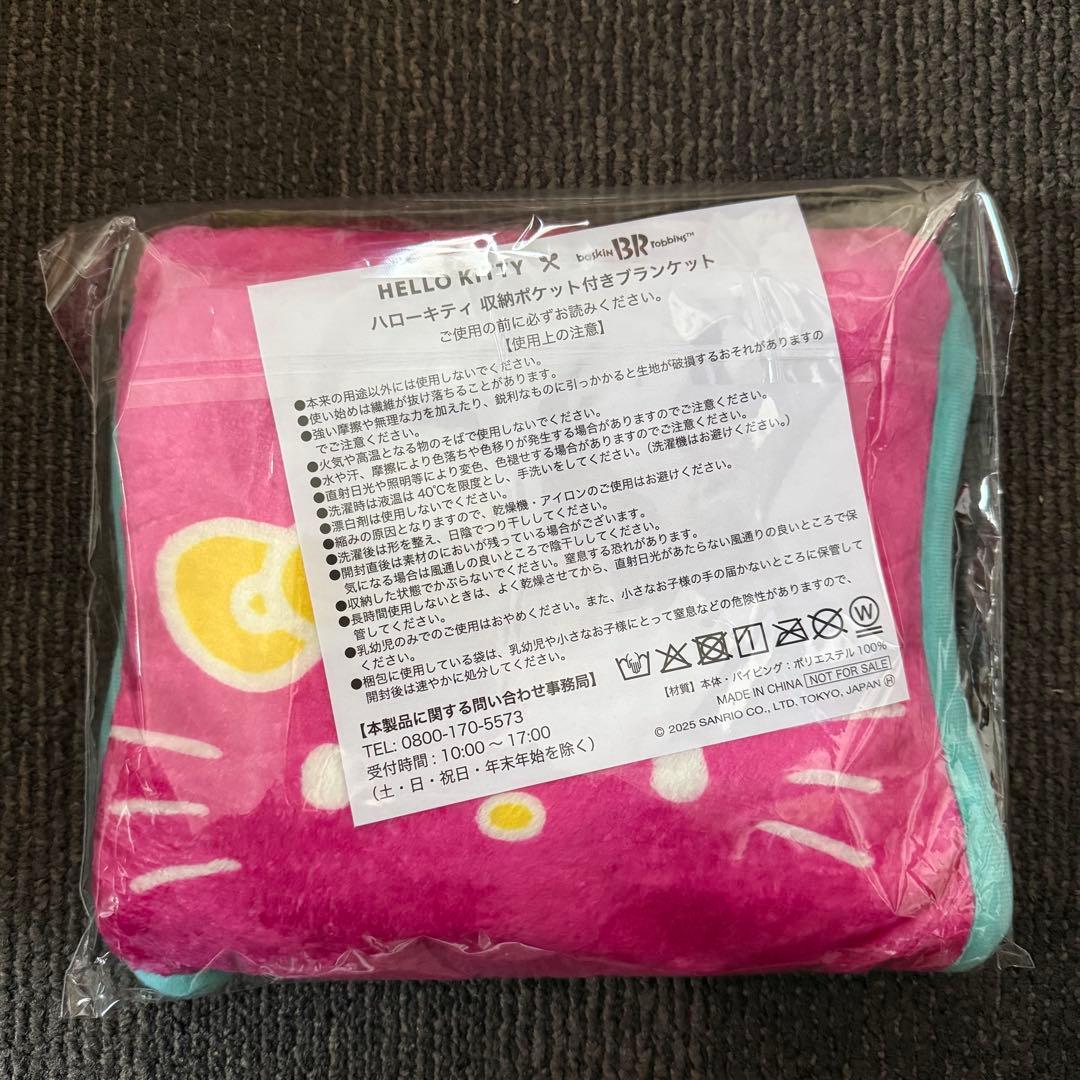 HELLO KITTY × baskin BR robbins™
ハローキティ 収納ポケット付きブランケット
ご使用の前に必ずお読みください。
【使用上の注意】
●本来の用途以外には使用しないでください。
●使い始めは繊維が抜け落ちることがあります。
●強い摩擦や無理な力を加えたり、鋭利なものに引っかかると生地が破損するおそれがありますの
でご注意ください。
●火気や高温となる物のそばで使用しないでください。
●水や汗、摩擦により色落ちや色移りが発生する場合がありますのでご注意ください。
●直射日光や照明等により変色、色褪せする場合がありますのでご注意ください。
●洗濯時は液温は40℃を限度とし、手洗いをしてください。(洗濯機はお避けください。)
●漂白剤は使用しないでください。
●縮みの原因となりますので、乾燥機・アイロンのご使用はお避けください。
●洗濯後は形を整え、日陰でつり干ししてください。
●開封直後は素材のにおいが残っている場合がございます。
気になる場合は風通しの良いところで陰干ししてください。
●収納した状態でかぶらないでください。窒息する恐れがあります。
●長時間使用しないときは、よく乾燥させてから、直射日光があたらない風通りの良いところで保
管してください。
●乳幼児のみでのご使用はおやめください。また、小さなお子様の手の届かないところに保管して
ください。
●梱包に使用している袋は、乳幼児や小さなお子様にとって窒息などの危険性がありますので、
開封後は速やかに処分してください。
W
【材質】本体・パイピング：ポリエステル 100%
MADE IN CHINA NOT FOR SALE
© 2025 SANRIO CO., LTD. TOKYO, JAPAN Ⓗ
【本製品に関する問い合わせ事務局】
TEL: 0800-170-5573
受付時間：10:00～17:00
（土・日・祝日・年末年始を除く）